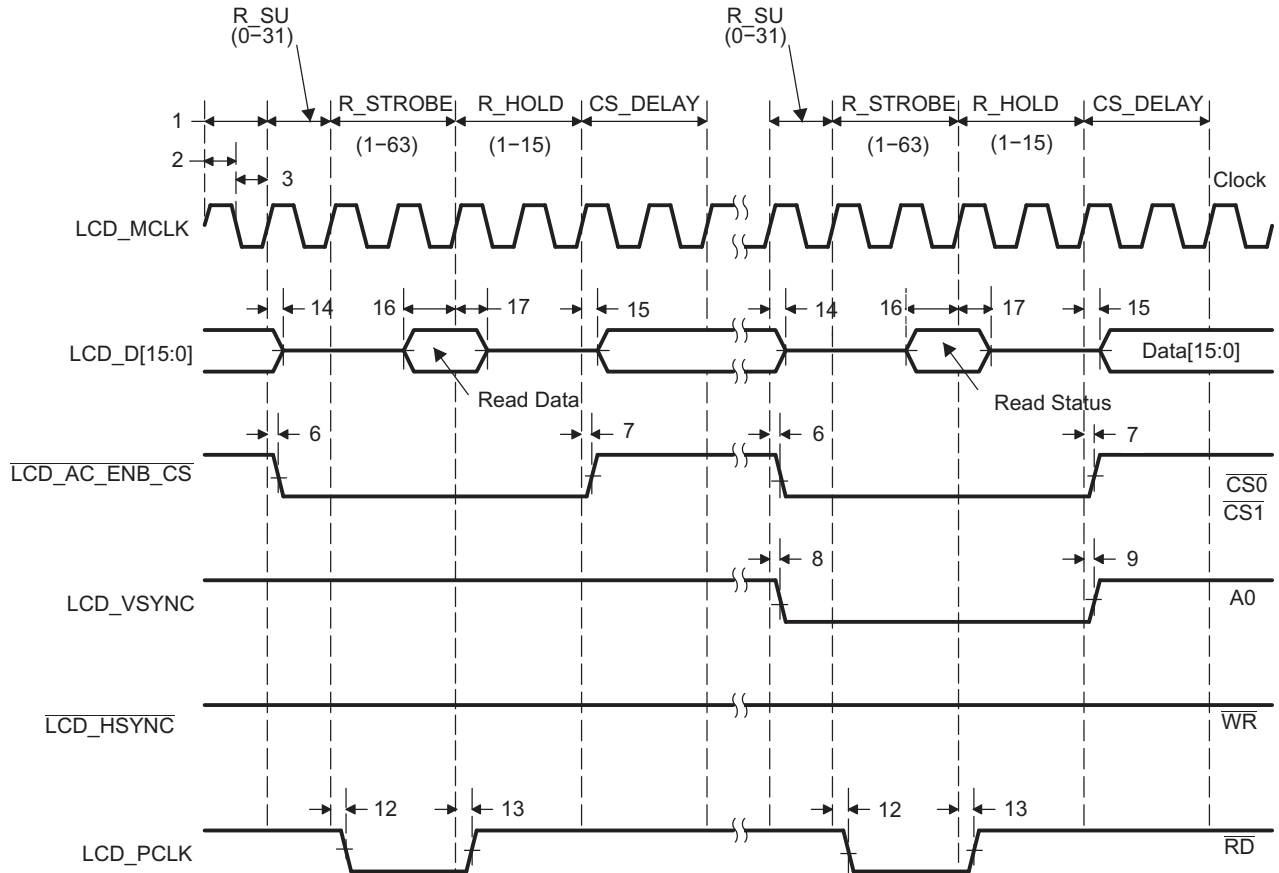 R_SU
(0−31)
R_SU
(0−31)
R_STROBE
R_HOLD
CS_DELAY
R_STROBE
R_HOLD
CS_DELAY
1
(1−63)
(1−15)
(1−63)
(1−15)
2
3
Clock
LCD_MCLK
14
16
17
15
14
16
17
15
LCD_D[15:0]
Data[15:0]
Read Data
Read Status
6
7
6
7
LCD_AC_ENB_CS
CS0
CS1
8
9
LCD_VSYNC
A0
LCD_HSYNC
WR
12
13
12
13
LCD_PCLK
RD